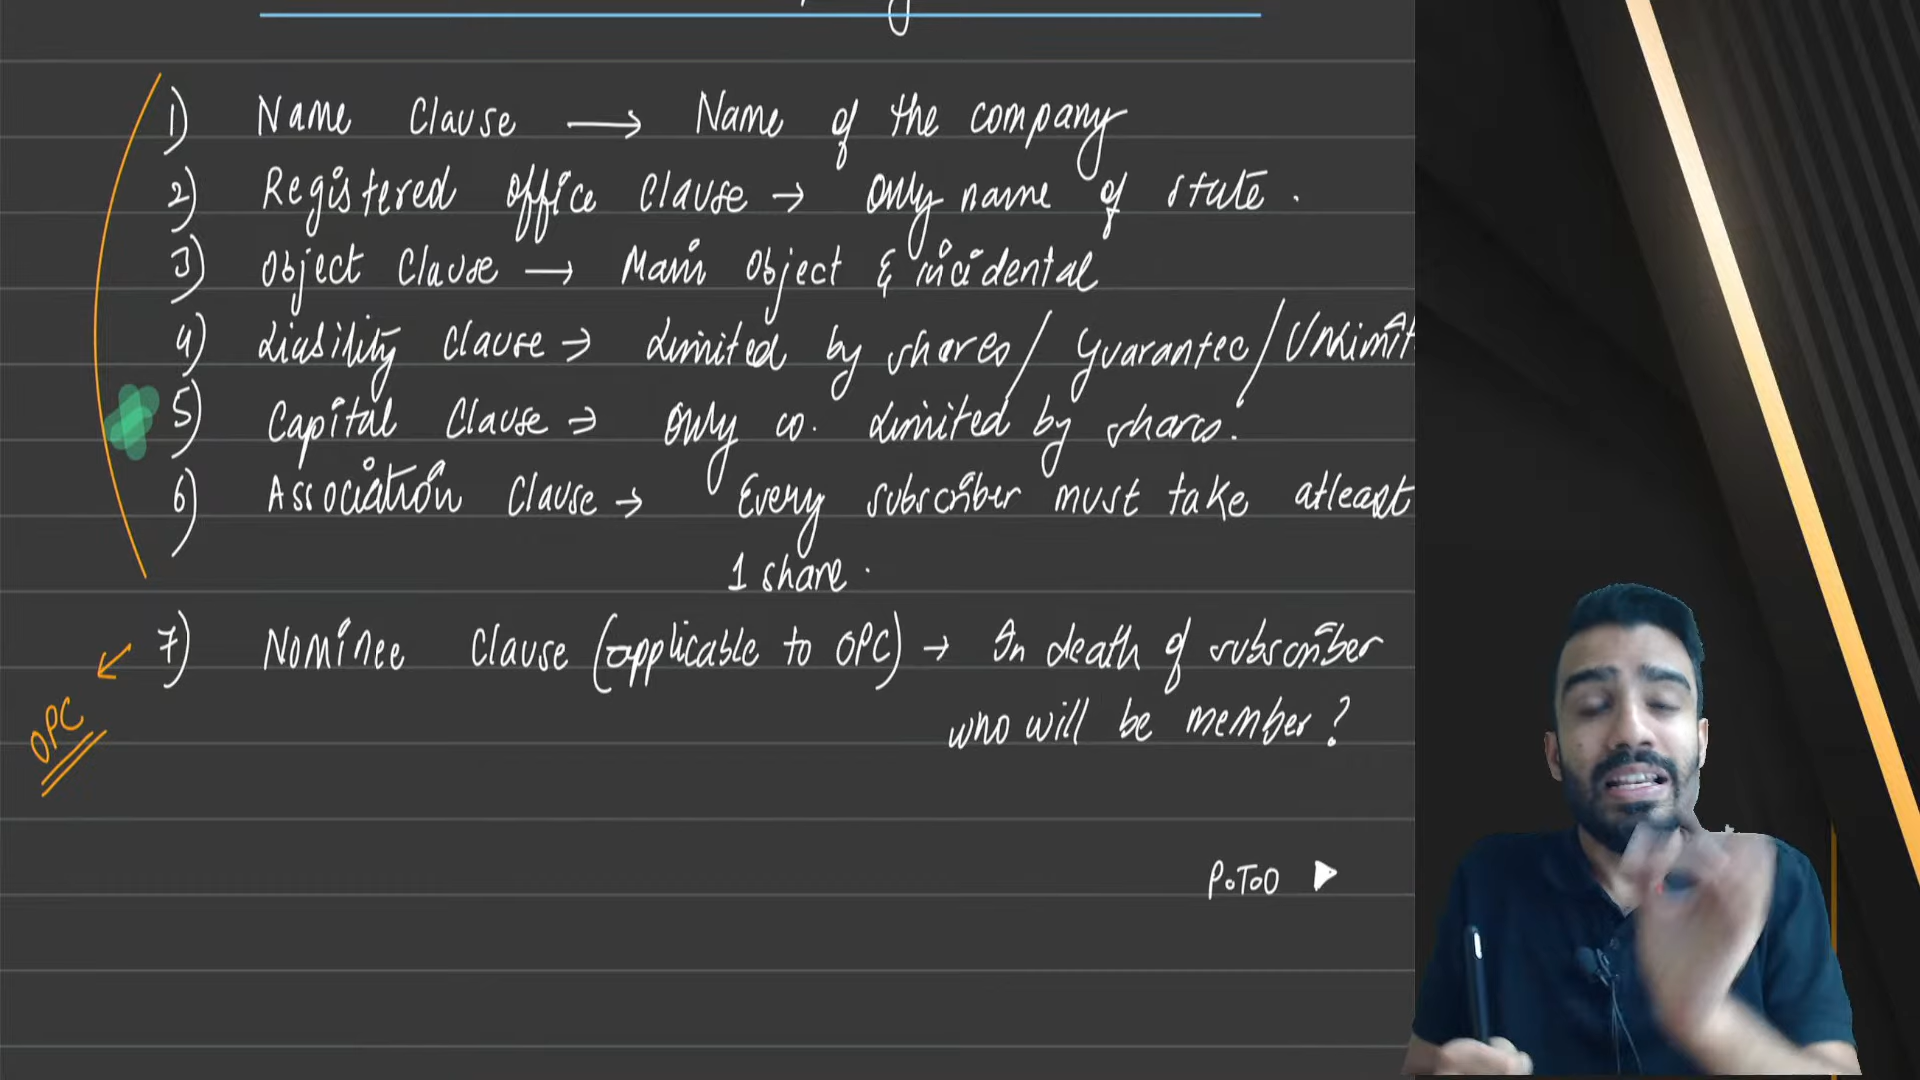 1) Name Clause → Name of the company
2) Registered office Clause → only name of state.
3) Object Clause → Main Object & incidental
4) Liability Clause → Limited by shares/ Guarantee/
5) Capital Clause → Only co. Limited by shares.
6) Association Clause → Every subscriber must take atleast
1 share.
7) Nominee Clause (applicable to OPC) → In death of subscriber
who will be member?
OPC
P.T.O